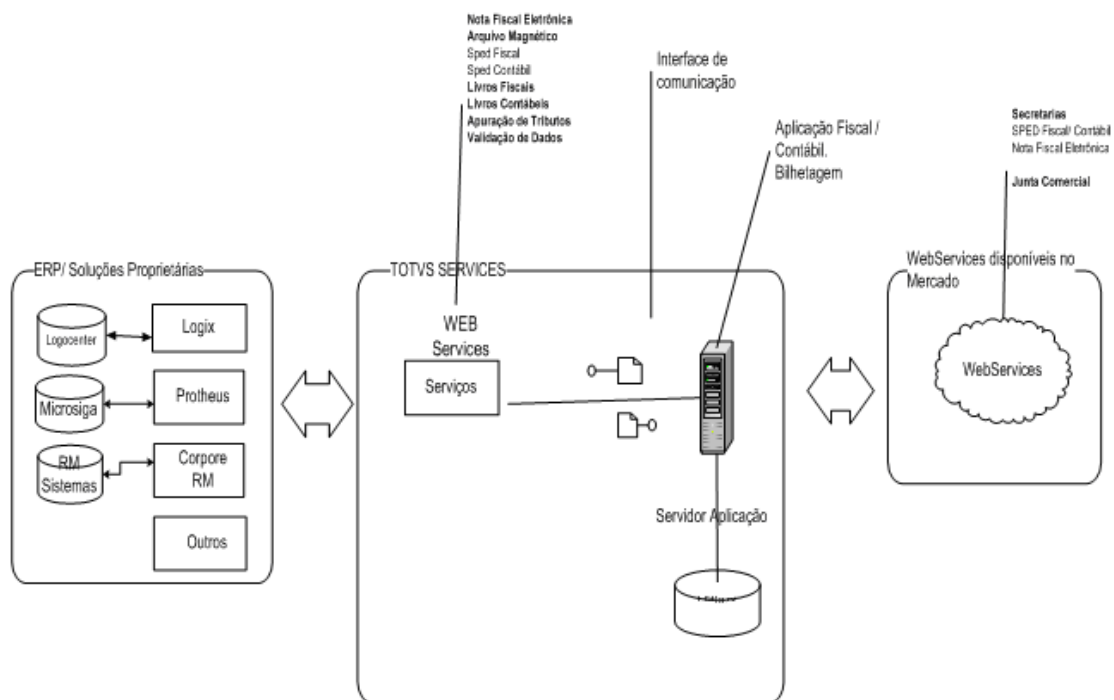 Nota Fiscal Eletrônica
Arquivo Magnético
Sped Fiscal
Sped Contábil
Livros Fiscais
Livros Contábeis
Apuração de Tributos
Validação de Dados
Interface de
comunicação
Aplicação Fiscal /
Contábil.
Bilhetagem
Secretarias
SPED Fiscal/ Contábil
Nota Fiscal Eletrônica
Junta Comercial
ERP/ Soluções Proprietárias
Logocenter
Logix
Microsiga
Protheus
RM
Sistemas
Corpore
RM
Outros
TOTVS SERVICES
WEB
Services
Serviços
Servidor Aplicação
WebServices disponíveis no
Mercado
WebServices